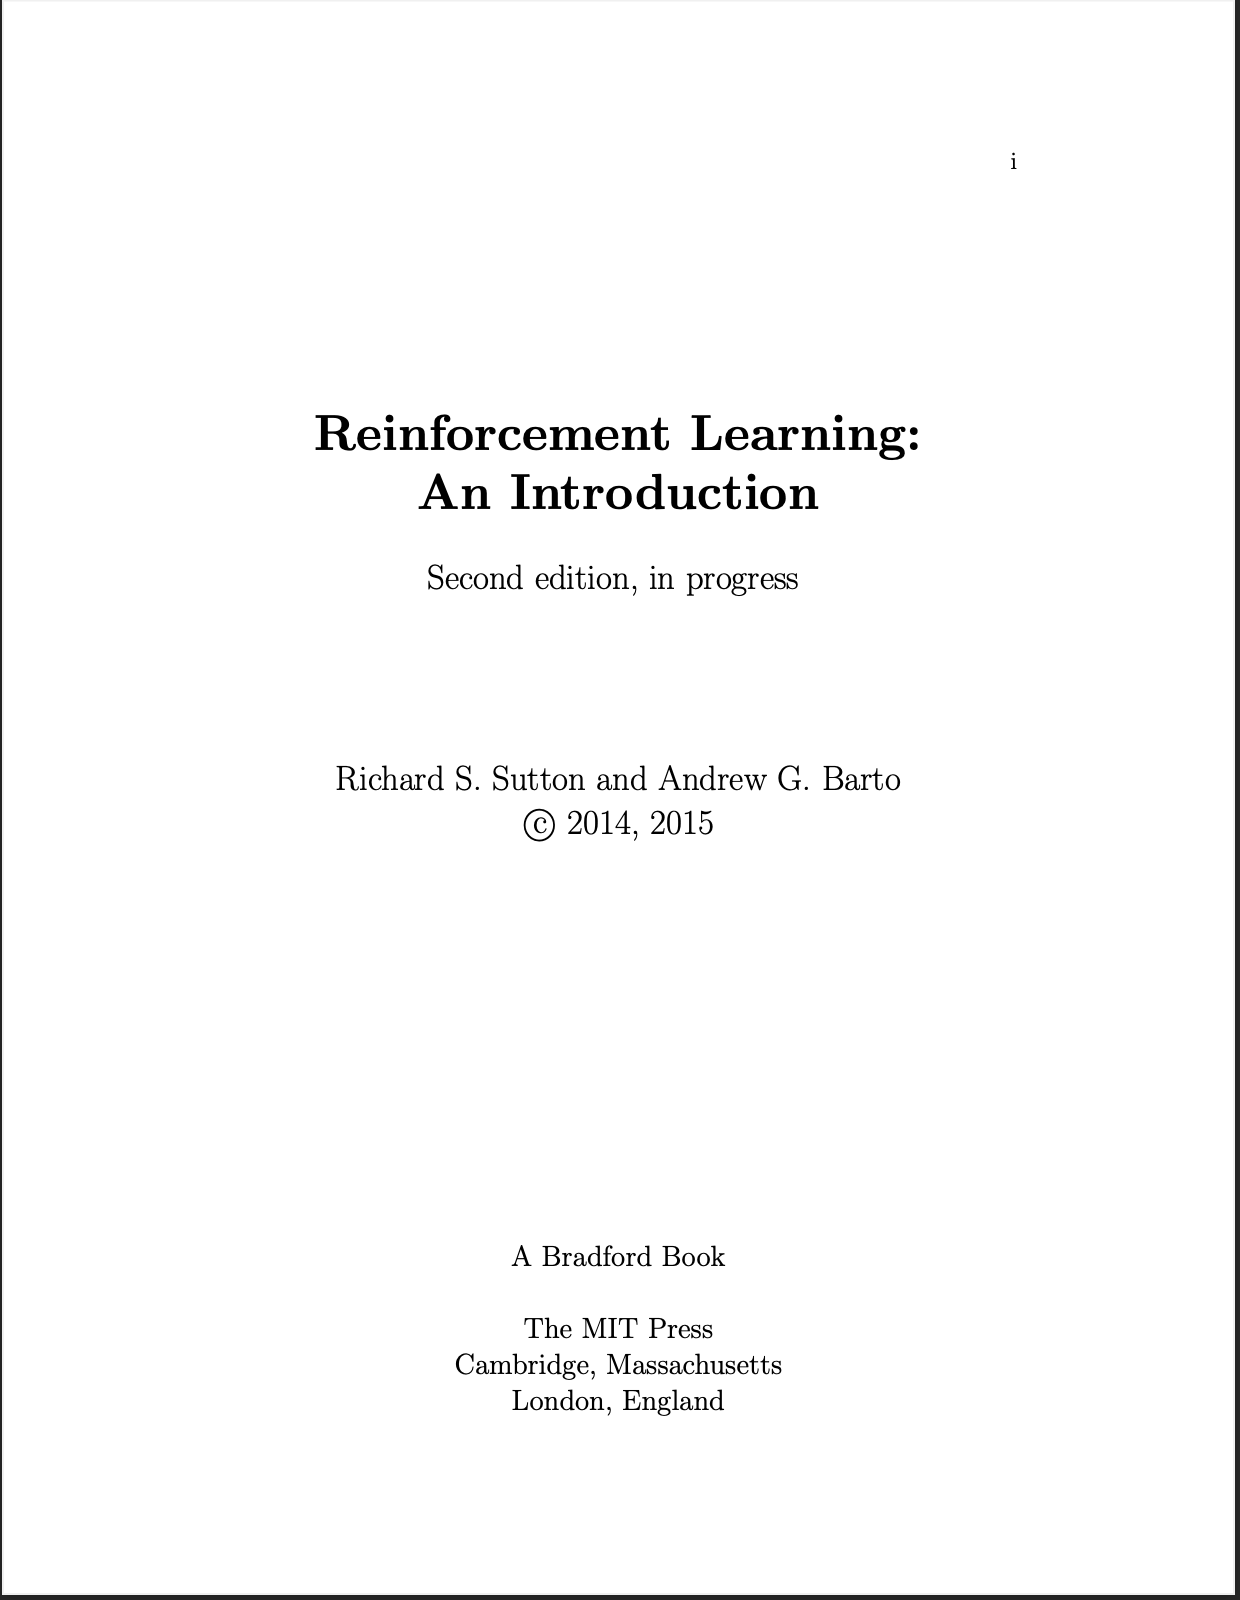 i
Reinforcement Learning:
An Introduction
Second edition, in progress
Richard S. Sutton and Andrew G. Barto
© 2014, 2015
A Bradford Book
The MIT Press
Cambridge, Massachusetts
London, England